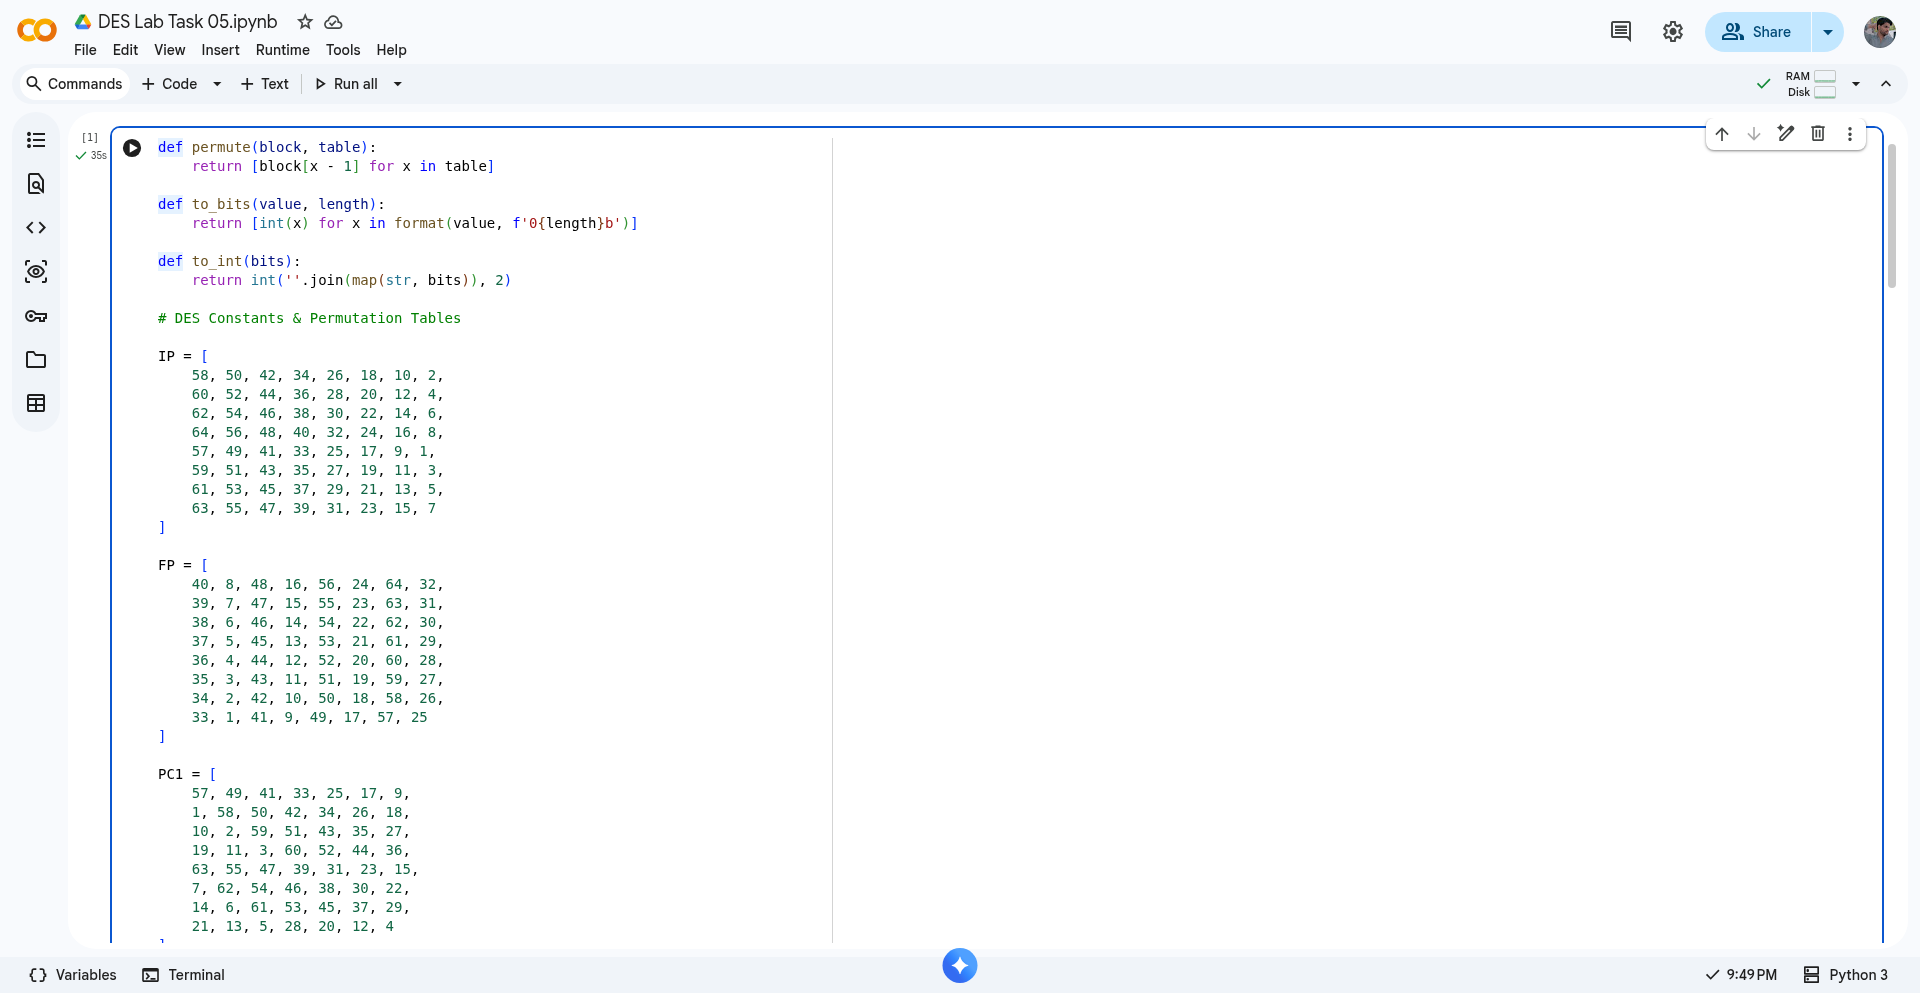 DES Lab Task 05.ipynb
File Edit View Insert Runtime Tools Help
Share
Commands + Code + Text Run all
RAM
Disk
[1]
35s
def permute(block, table):
    return [block[x - 1] for x in table]
def to_bits(value, length):
    return [int(x) for x in format(value, f'0{length}b')]
def to_int(bits):
    return int(''.join(map(str, bits)), 2)
# DES Constants & Permutation Tables
IP = [
    58, 50, 42, 34, 26, 18, 10, 2,
    60, 52, 44, 36, 28, 20, 12, 4,
    62, 54, 46, 38, 30, 22, 14, 6,
    64, 56, 48, 40, 32, 24, 16, 8,
    57, 49, 41, 33, 25, 17, 9, 1,
    59, 51, 43, 35, 27, 19, 11, 3,
    61, 53, 45, 37, 29, 21, 13, 5,
    63, 55, 47, 39, 31, 23, 15, 7
]
FP = [
    40, 8, 48, 16, 56, 24, 64, 32,
    39, 7, 47, 15, 55, 23, 63, 31,
    38, 6, 46, 14, 54, 22, 62, 30,
    37, 5, 45, 13, 53, 21, 61, 29,
    36, 4, 44, 12, 52, 20, 60, 28,
    35, 3, 43, 11, 51, 19, 59, 27,
    34, 2, 42, 10, 50, 18, 58, 26,
    33, 1, 41, 9, 49, 17, 57, 25
]
PC1 = [
    57, 49, 41, 33, 25, 17, 9,
    1, 58, 50, 42, 34, 26, 18,
    10, 2, 59, 51, 43, 35, 27,
    19, 11, 3, 60, 52, 44, 36,
    63, 55, 47, 39, 31, 23, 15,
    7, 62, 54, 46, 38, 30, 22,
    14, 6, 61, 53, 45, 37, 29,
    21, 13, 5, 28, 20, 12, 4
]
Variables Terminal
9:49 PM Python 3